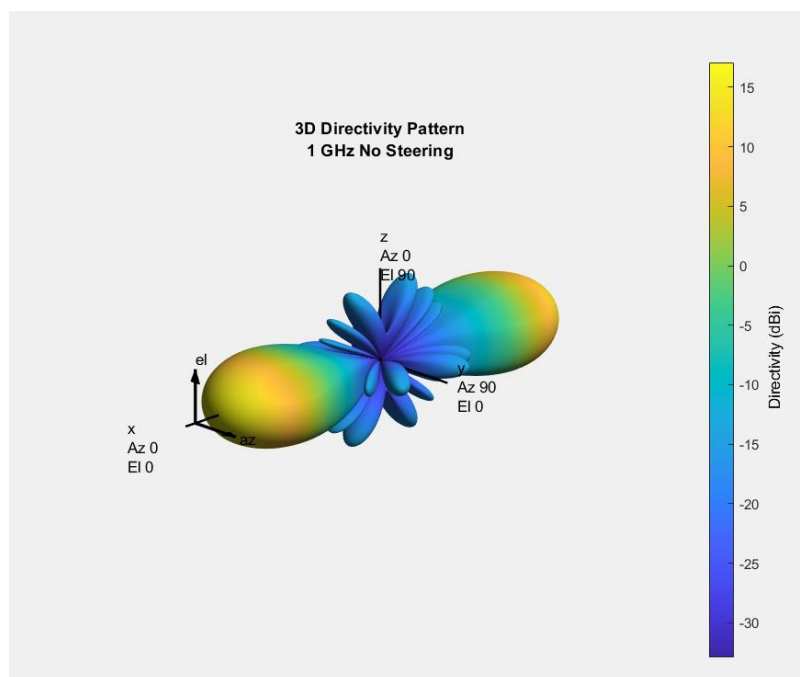 3D Directivity Pattern
1 GHz No Steering
z
Az 0
El 90
y
Az 90
El 0
el
az
x
Az 0
El 0
15
10
5
0
-5
-10
-15
-20
-25
-30
Directivity (dBi)